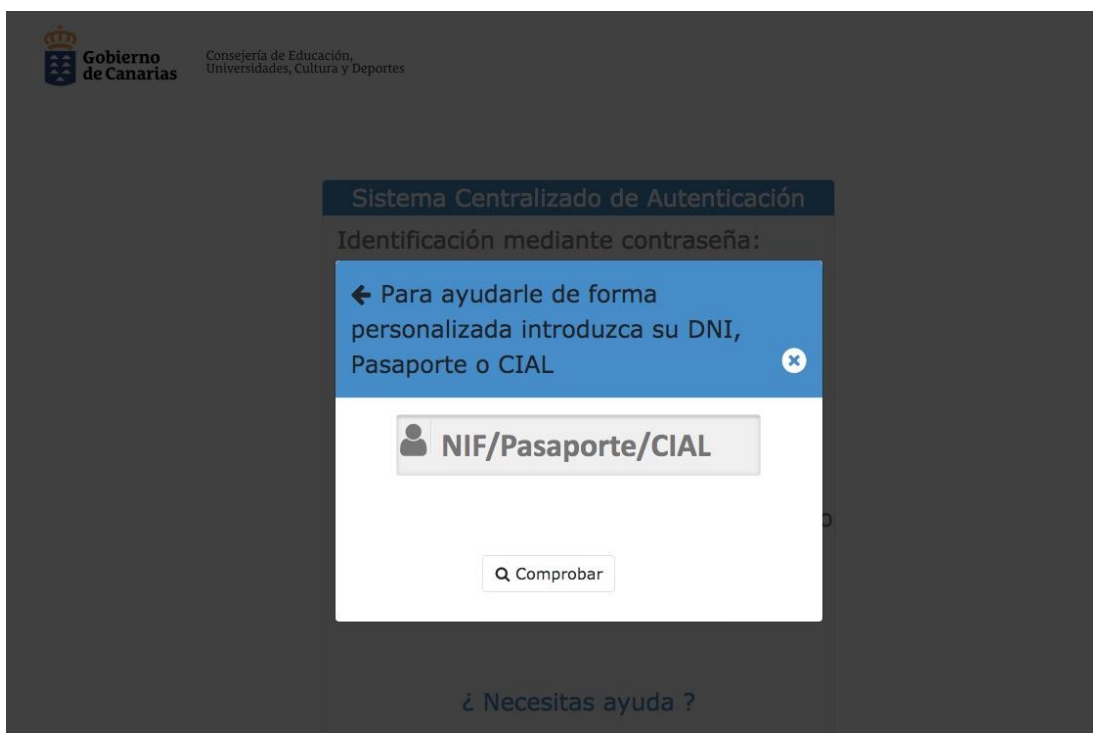 Gobierno
de Canarias
Consejería de Educación,
Universidades, Cultura y Deportes
Sistema Centralizado de Autenticación
Identificación mediante contraseña:
Para ayudarle de forma
personalizada introduzca su DNI,
Pasaporte o CIAL
NIF/Pasaporte/CIAL
Comprobar
¿ Necesitas ayuda ?